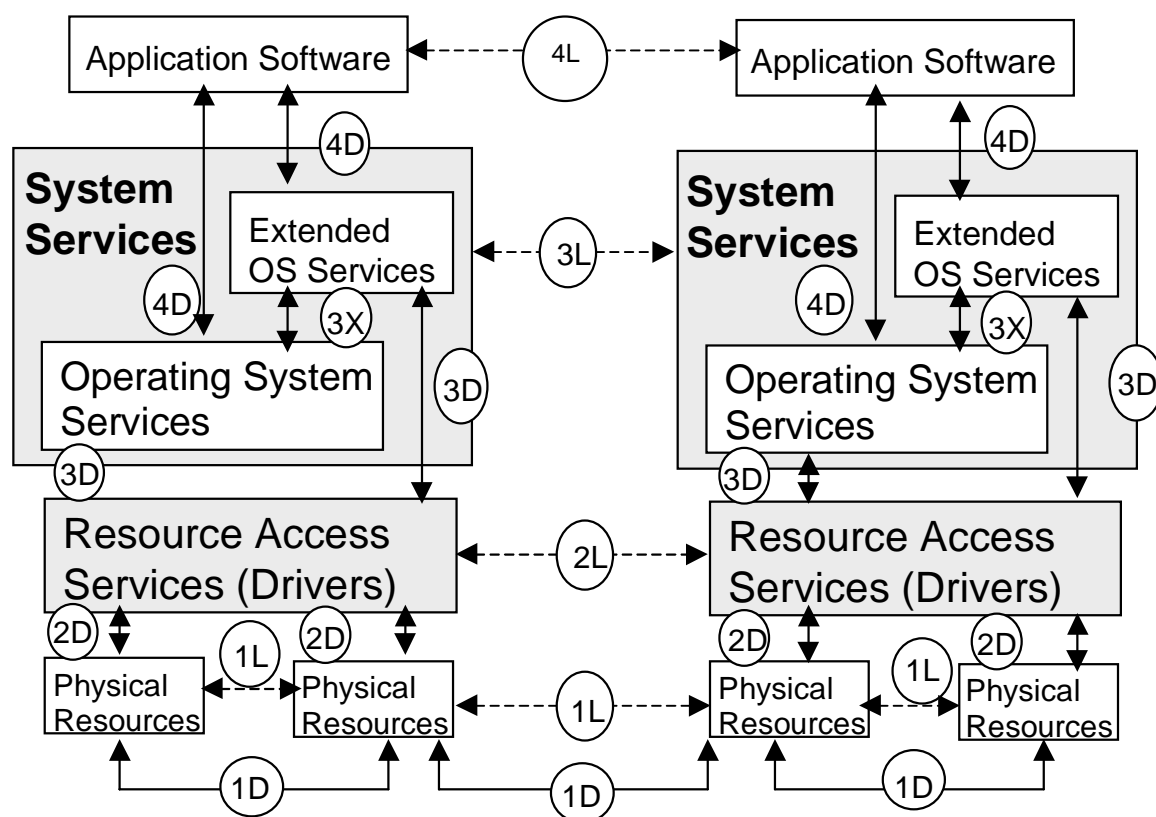 Application Software
4L
Application Software
4D
4D
System
Services
Extended
OS Services
3L
System
Services
Extended
OS Services
4D
3X
4D
3X
Operating System
Services
3D
Operating System
Services
3D
3D
3D
Resource Access
Services (Drivers)
2L
Resource Access
Services (Drivers)
2D
1L
2D
2D
1L
2D
Physical
Resources
Physical
Resources
1L
Physical
Resources
Physical
Resources
1D
1D
1D